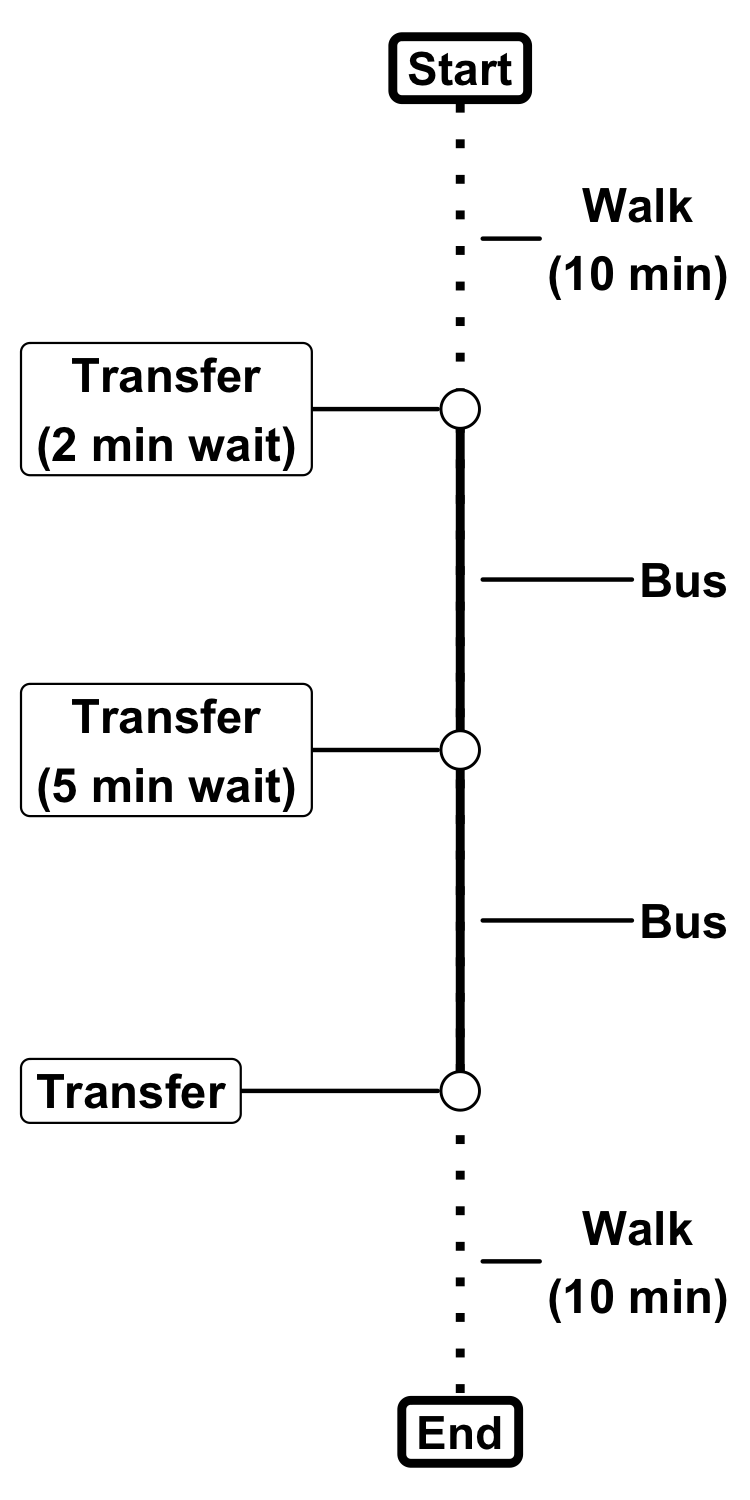 Start
Walk
(10 min)
Transfer
(2 min wait)
Bus
Transfer
(5 min wait)
Bus
Transfer
Walk
(10 min)
End